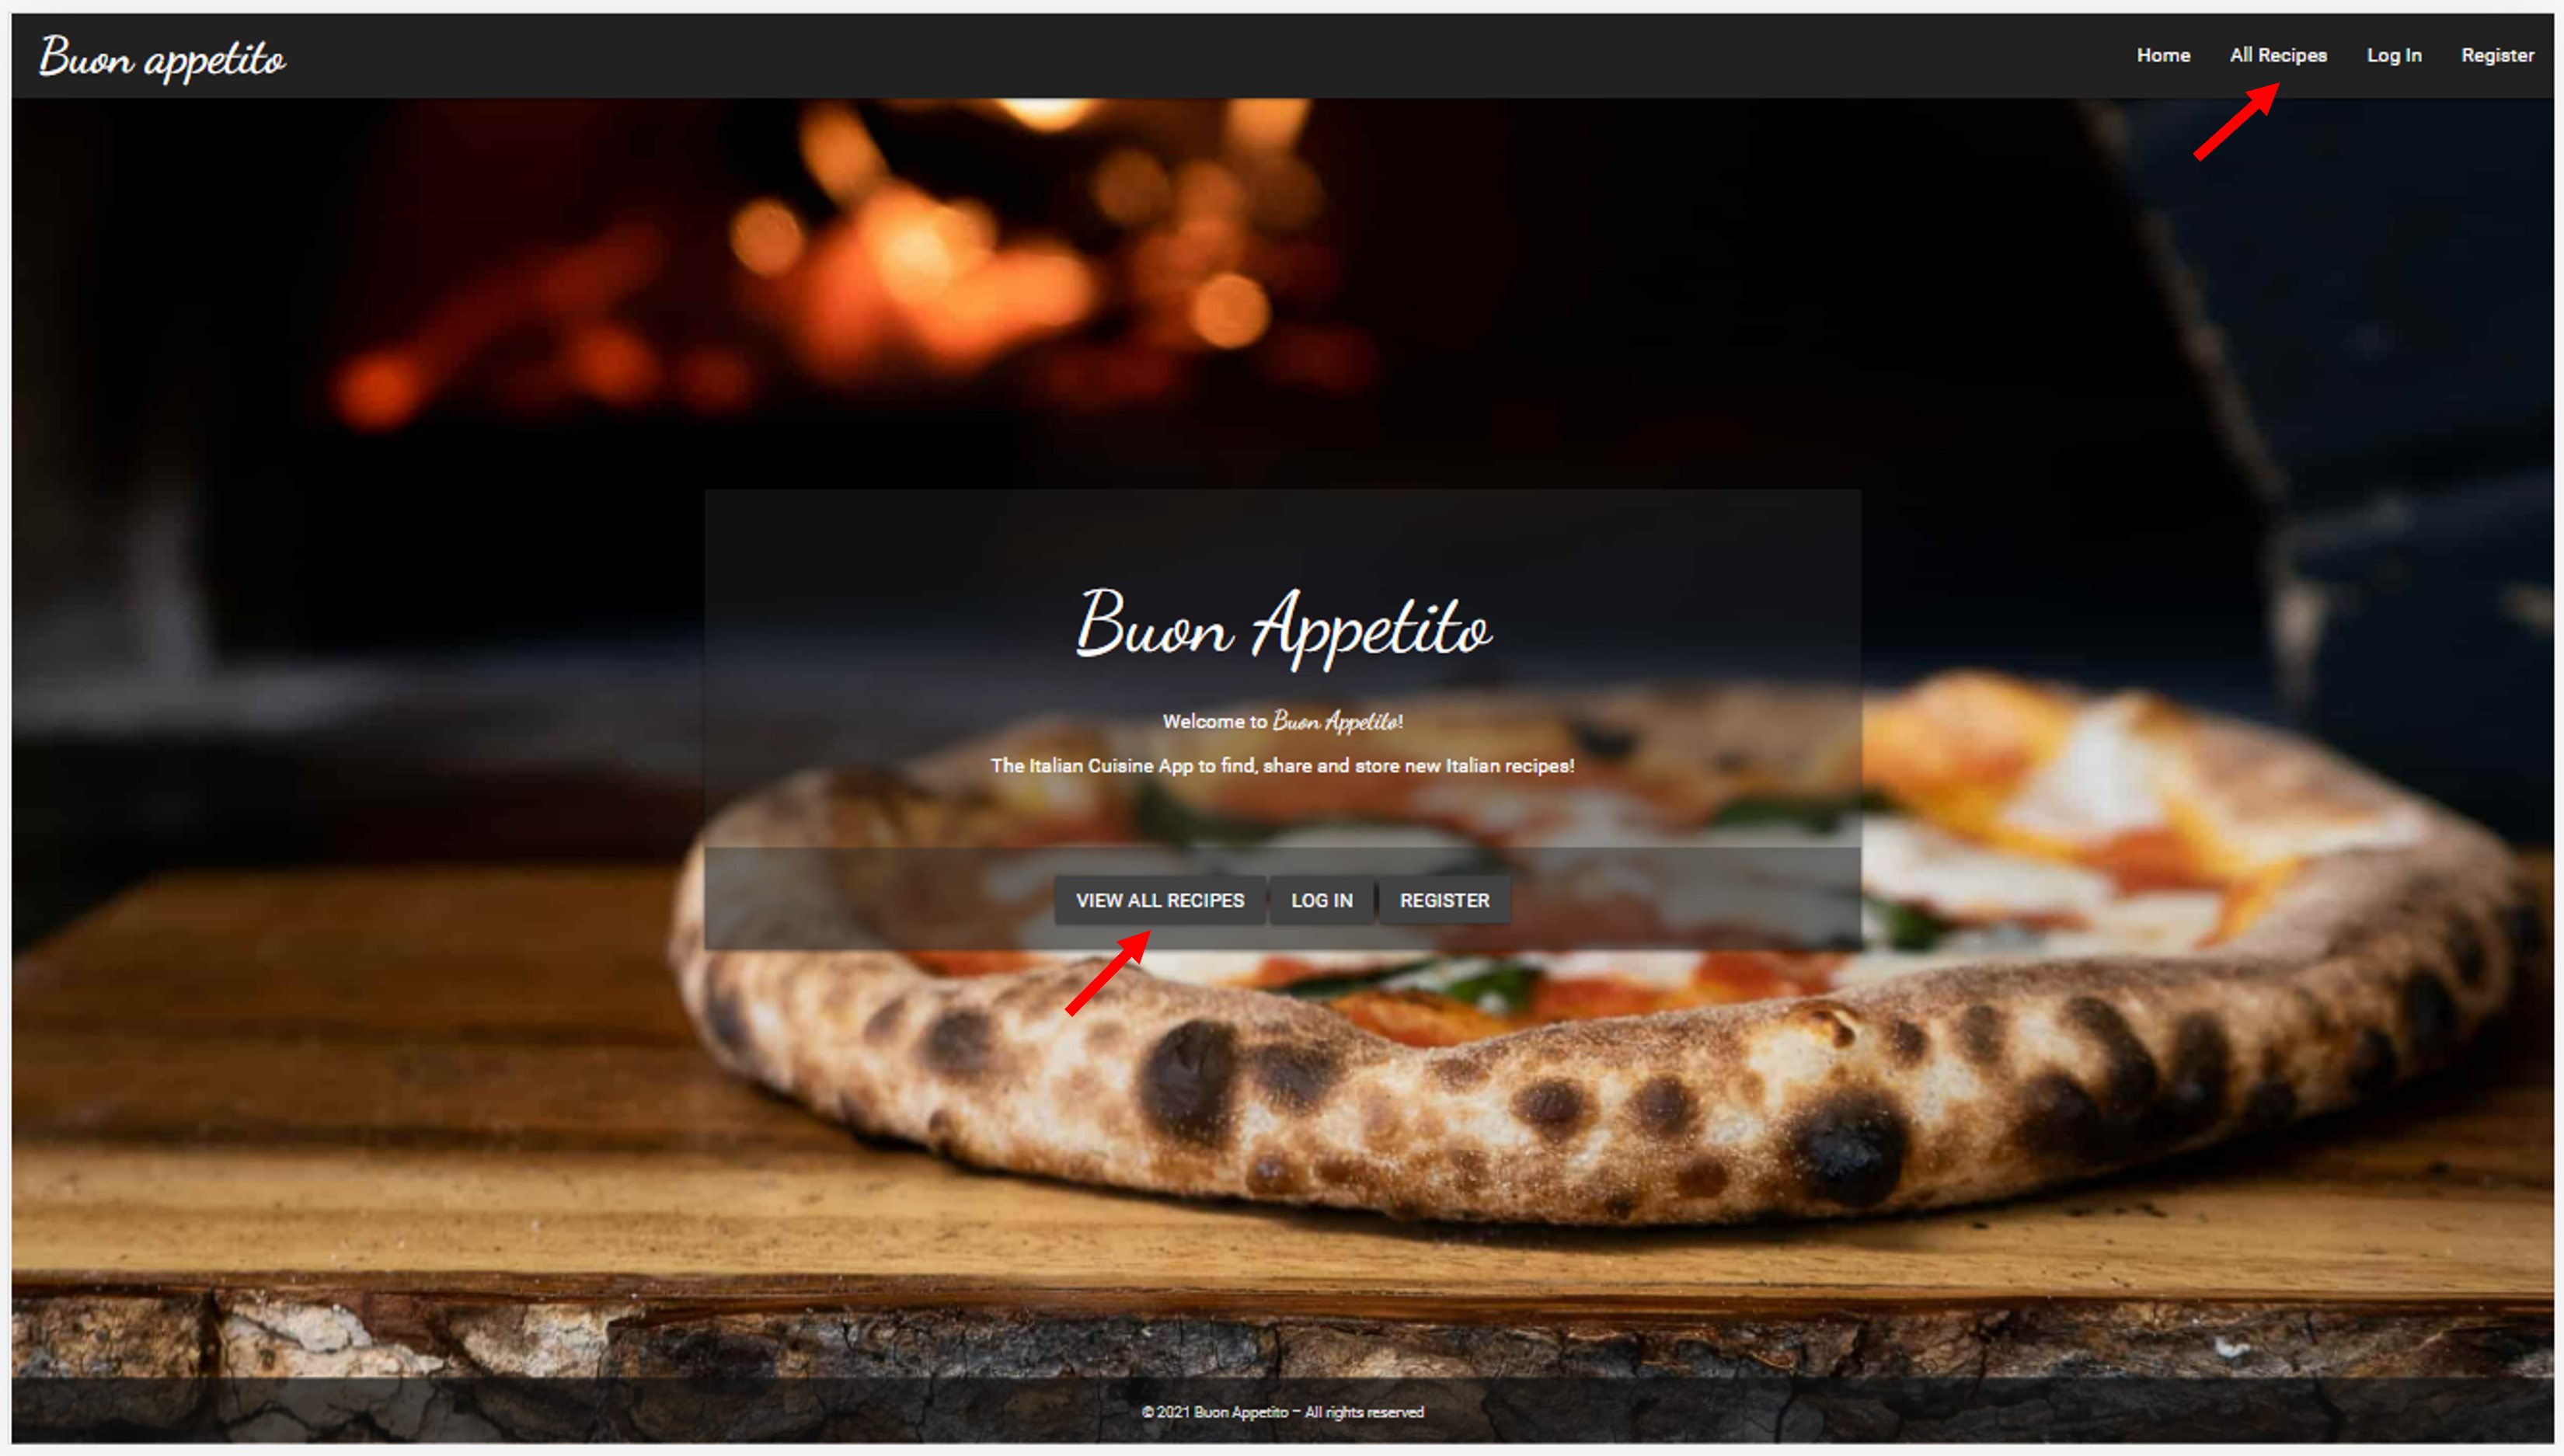 Buon appetito
Home All Recipes Log In Register
Buon Appetito
Welcome to Buon Appetito!
The Italian Cuisine App to find, share and store new Italian recipes!
VIEW ALL RECIPES LOG IN REGISTER
© 2021 Buon Appetito – All rights reserved